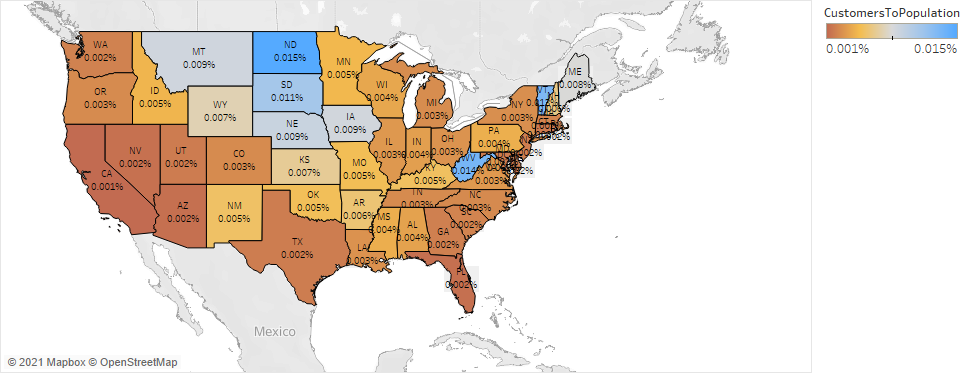 CustomersToPopulation
0.001% 0.015%
WA
0.002%
MT
0.009%
ND
0.015%
MN
0.005%
ME
0.008%
OR
0.003%
ID
0.005%
WY
0.007%
SD
0.011%
WI
0.004%
MI
0.003%
NY
0.003%
VT
NE
0.009%
IA
0.009%
IL
0.003%
IN
0.004%
OH
0.003%
PA
0.004%
NV
0.002%
UT
0.002%
CO
0.003%
KS
0.007%
MO
0.005%
KY
0.005%
WV
0.014%
0.003%
CA
0.001%
AZ
0.002%
NM
0.005%
OK
0.005%
AR
0.006%
TN
0.003%
NC
0.003%
SC
0.002%
MS
0.004%
AL
0.004%
GA
0.002%
TX
0.002%
LA
0.003%
FL
0.002%
Mexico
© 2021 Mapbox © OpenStreetMap